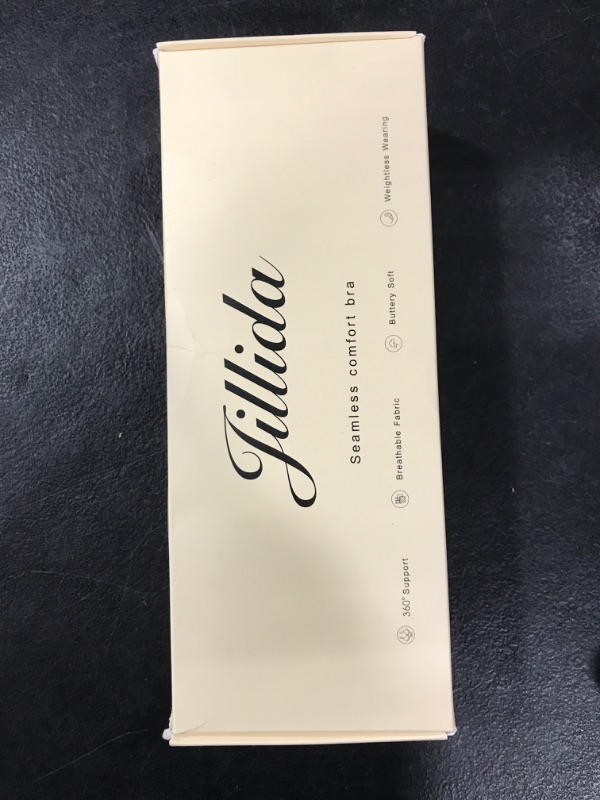 Jillida
Seamless comfort bra
360° Support
Breathable Fabric
Buttery Soft
Weightless Wearing